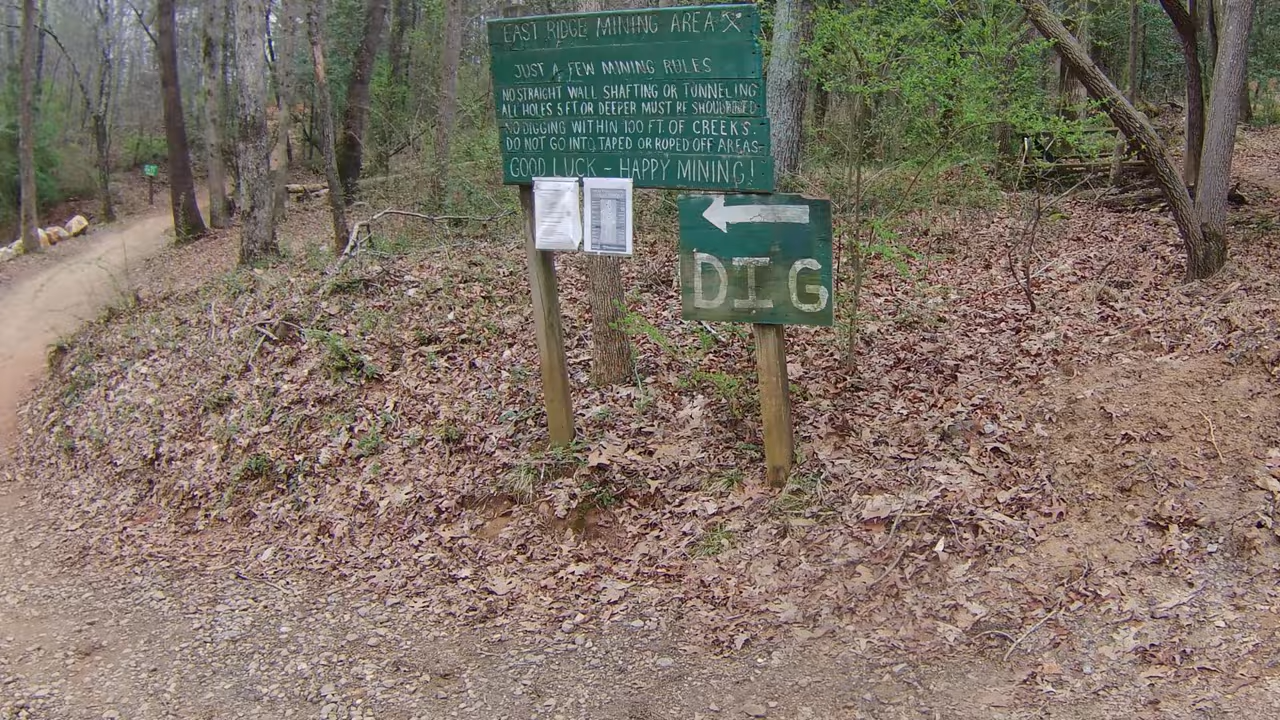 EAST RIDGE MINING AREA
JUST A FEW MINING RULES
NO STRAIGHT WALL SHAFTING OR TUNNELING
ALL HOLES 5 FT. OR DEEPER MUST BE SHOULDERED
NO DIGGING WITHIN 100 FT. OF CREEKS.
DO NOT GO INTO TAPED OR ROPED OFF AREAS
GOOD LUCK - HAPPY MINING!
DIG